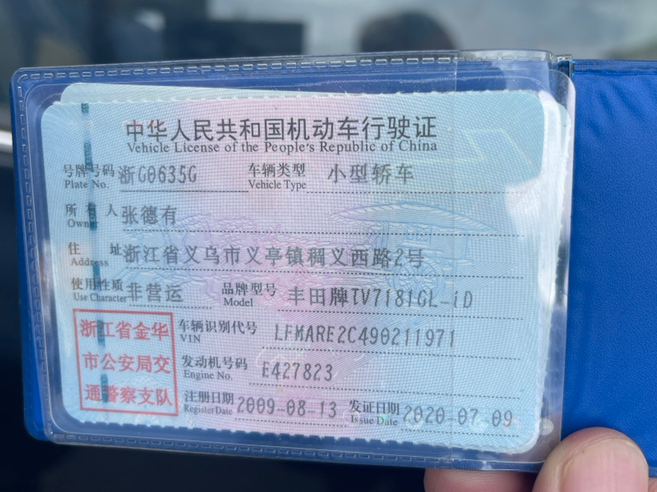 中华人民共和国机动车行驶证
Vehicle License of the People's Republic of China
号牌号码 浙G0635G 车辆类型 小型轿车
Plate No. Vehicle Type
所有人 张德有
Owner
住址 浙江省义乌市义亭镇稠义西路2号
Address
使用性质 非营运 品牌型号 丰田牌TV7181GL-iD
Use Character Model
浙江省金华
市公安局交
通警察支队
车辆识别代号 LFMARE2C490211971
VIN
发动机号码 E427823
Engine No.
注册日期 2009-08-13 发证日期 2020-07-09
Register Date Issue Date